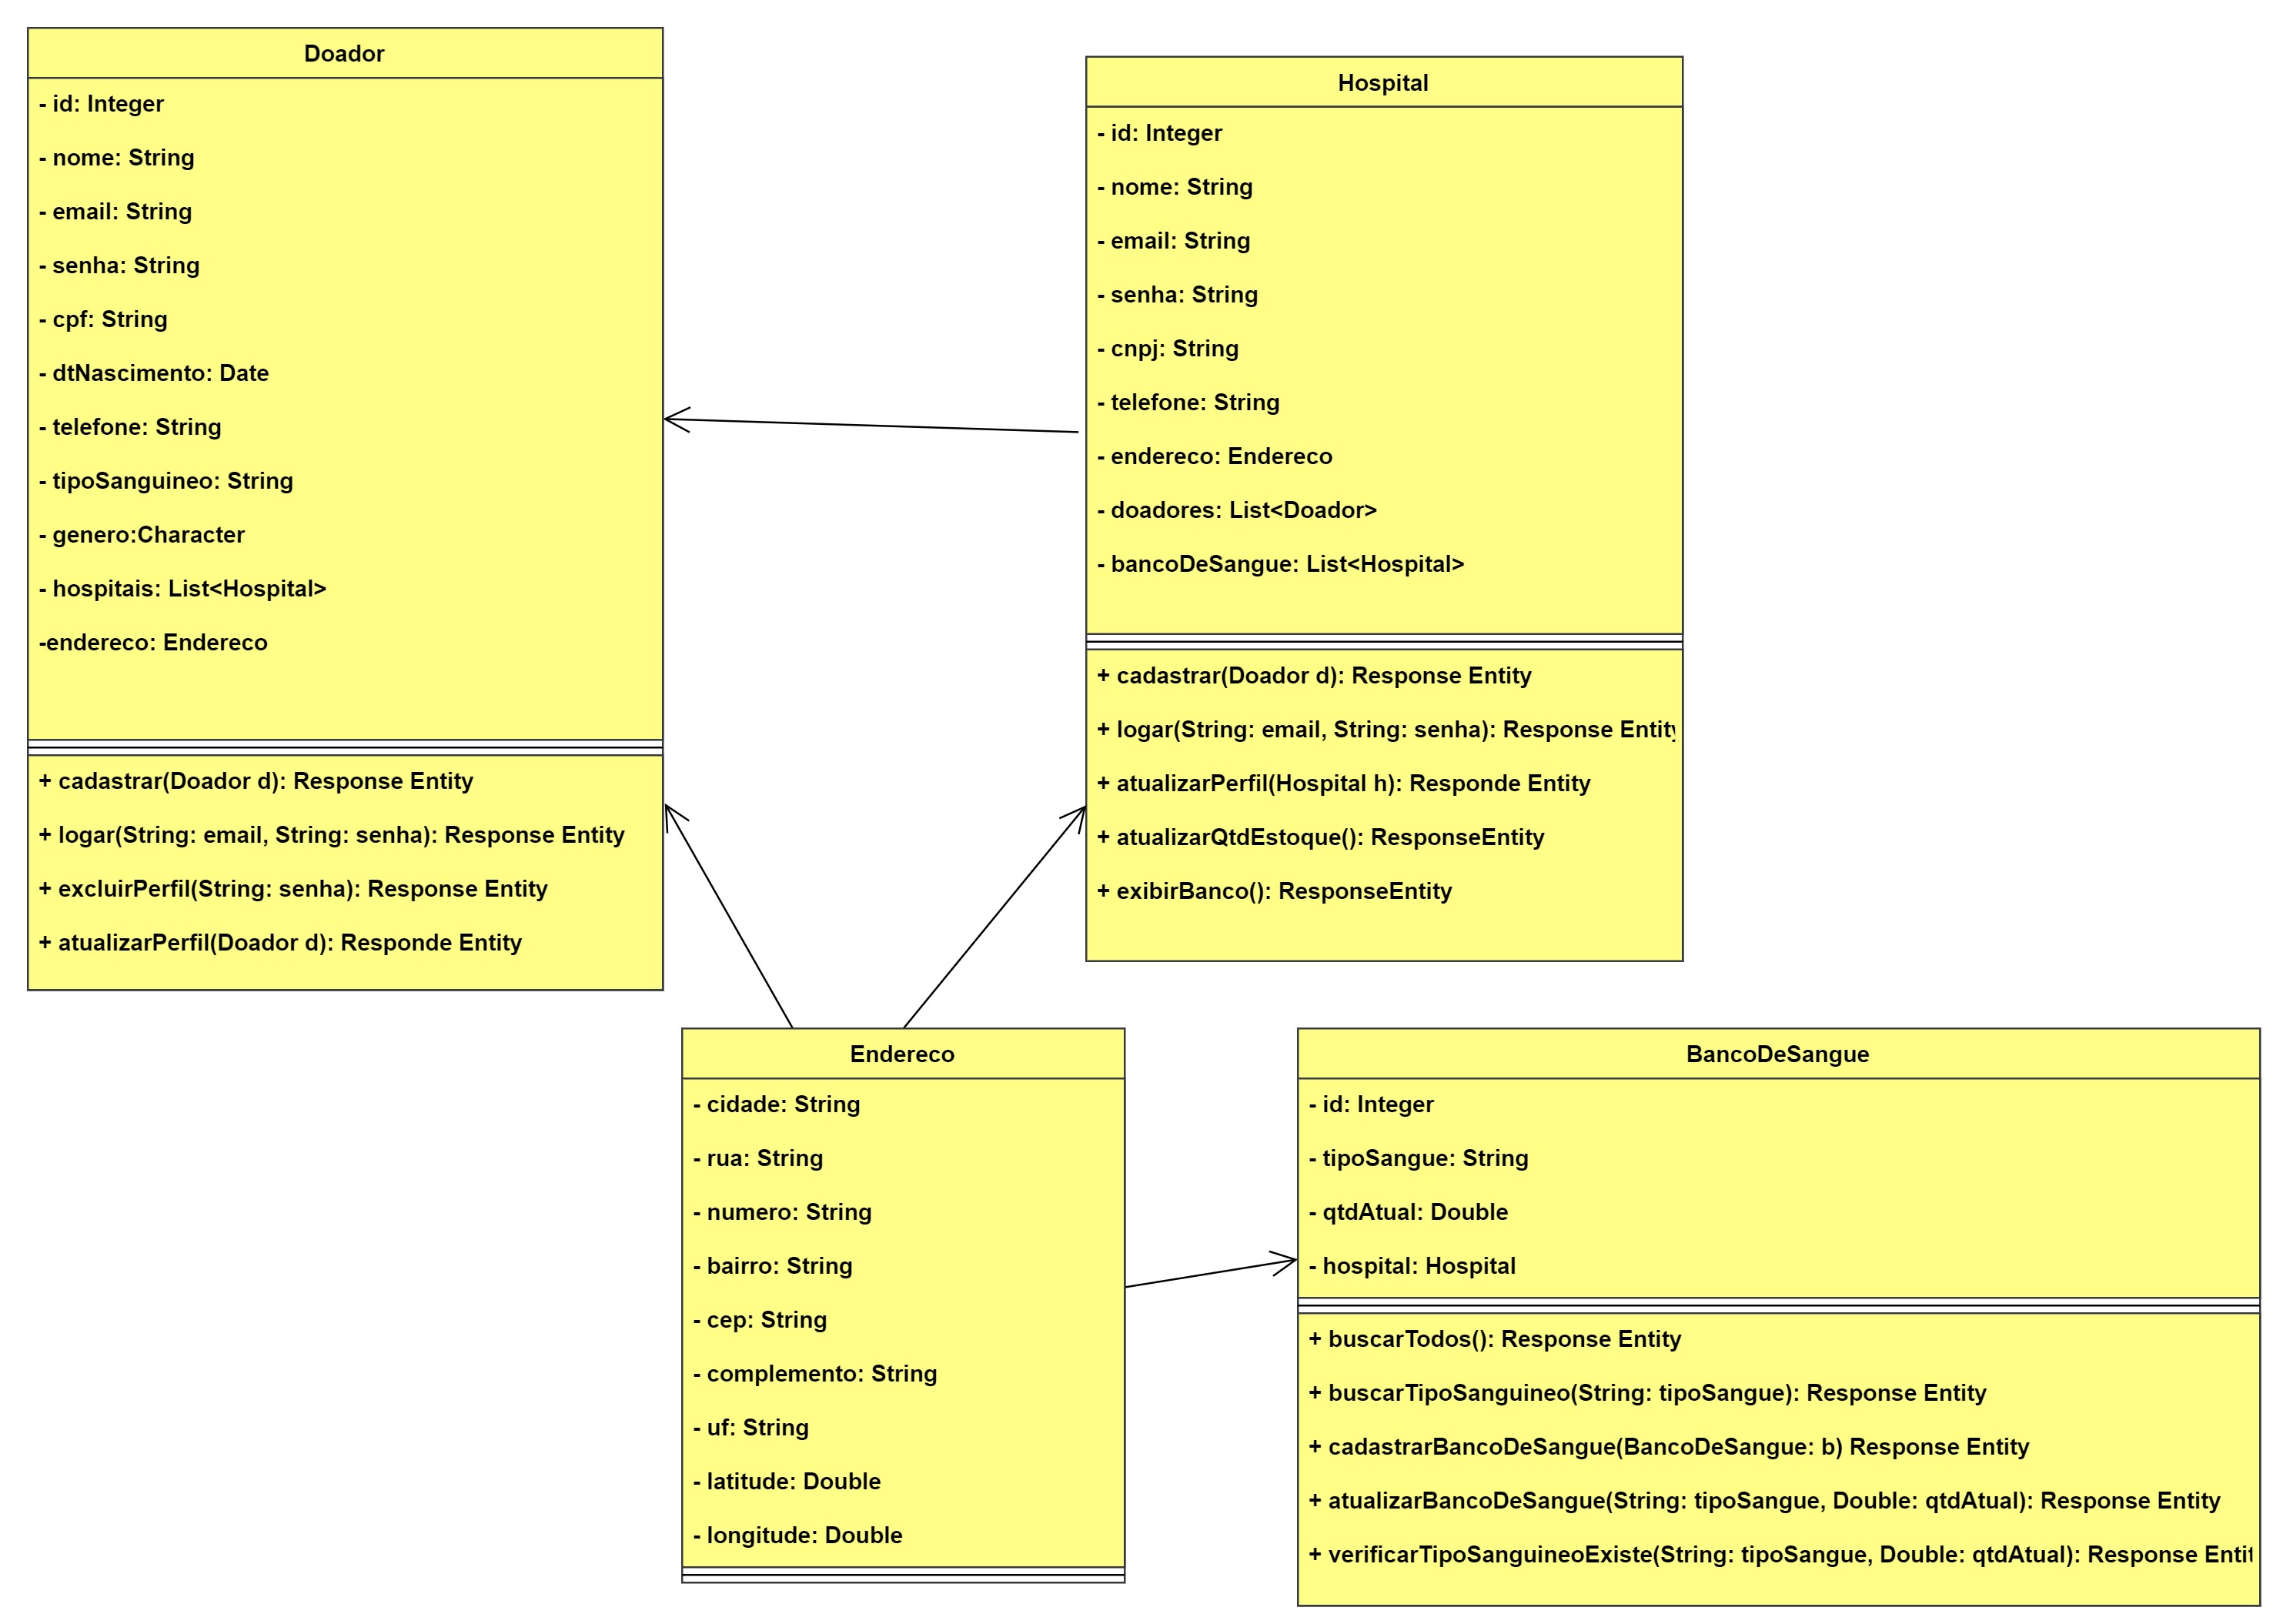 Doador
- id: Integer
- nome: String
- email: String
- senha: String
- cpf: String
- dtNascimento: Date
- telefone: String
- tipoSanguineo: String
- genero:Character
- hospitais: List<Hospital>
-endereco: Endereco
+ cadastrar(Doador d): Response Entity
+ logar(String: email, String: senha): Response Entity
+ excluirPerfil(String: senha): Response Entity
+ atualizarPerfil(Doador d): Responde Entity
Hospital
- id: Integer
- nome: String
- email: String
- senha: String
- cnpj: String
- telefone: String
- endereco: Endereco
- doadores: List<Doador>
- bancoDeSangue: List<Hospital>
+ cadastrar(Doador d): Response Entity
+ logar(String: email, String: senha): Response Entity
+ atualizarPerfil(Hospital h): Responde Entity
+ atualizarQtdEstoque(): ResponseEntity
+ exibirBanco(): ResponseEntity
Endereco
- cidade: String
- rua: String
- numero: String
- bairro: String
- cep: String
- complemento: String
- uf: String
- latitude: Double
- longitude: Double
BancoDeSangue
- id: Integer
- tipoSangue: String
- qtdAtual: Double
- hospital: Hospital
+ buscarTodos(): Response Entity
+ buscarTipoSanguineo(String: tipoSangue): Response Entity
+ cadastrarBancoDeSangue(BancoDeSangue: b) Response Entity
+ atualizarBancoDeSangue(String: tipoSangue, Double: qtdAtual): Response Entity
+ verificarTipoSanguineoExiste(String: tipoSangue, Double: qtdAtual): Response Entit